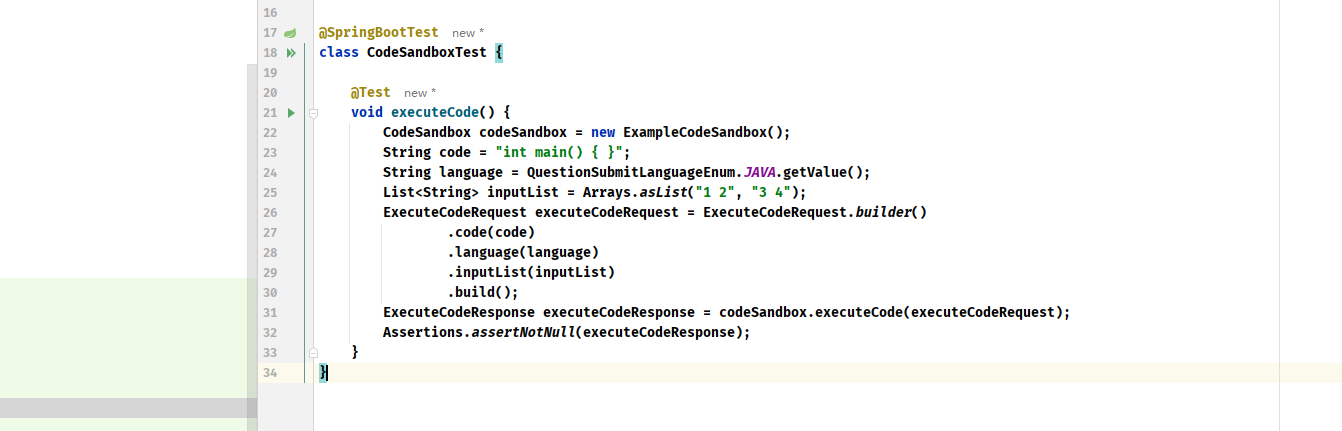 16
17 @SpringBootTest new *
18 class CodeSandboxTest {
19
20 @Test new *
21 void executeCode() {
22 CodeSandbox codeSandbox = new ExampleCodeSandbox();
23 String code = "int main() { }";
24 String language = QuestionSubmitLanguageEnum.JAVA.getValue();
25 List<String> inputList = Arrays.asList("1 2", "3 4");
26 ExecuteCodeRequest executeCodeRequest = ExecuteCodeRequest.builder()
27 .code(code)
28 .language(language)
29 .inputList(inputList)
30 .build();
31 ExecuteCodeResponse executeCodeResponse = codeSandbox.executeCode(executeCodeRequest);
32 Assertions.assertNotNull(executeCodeResponse);
33 }
34 }